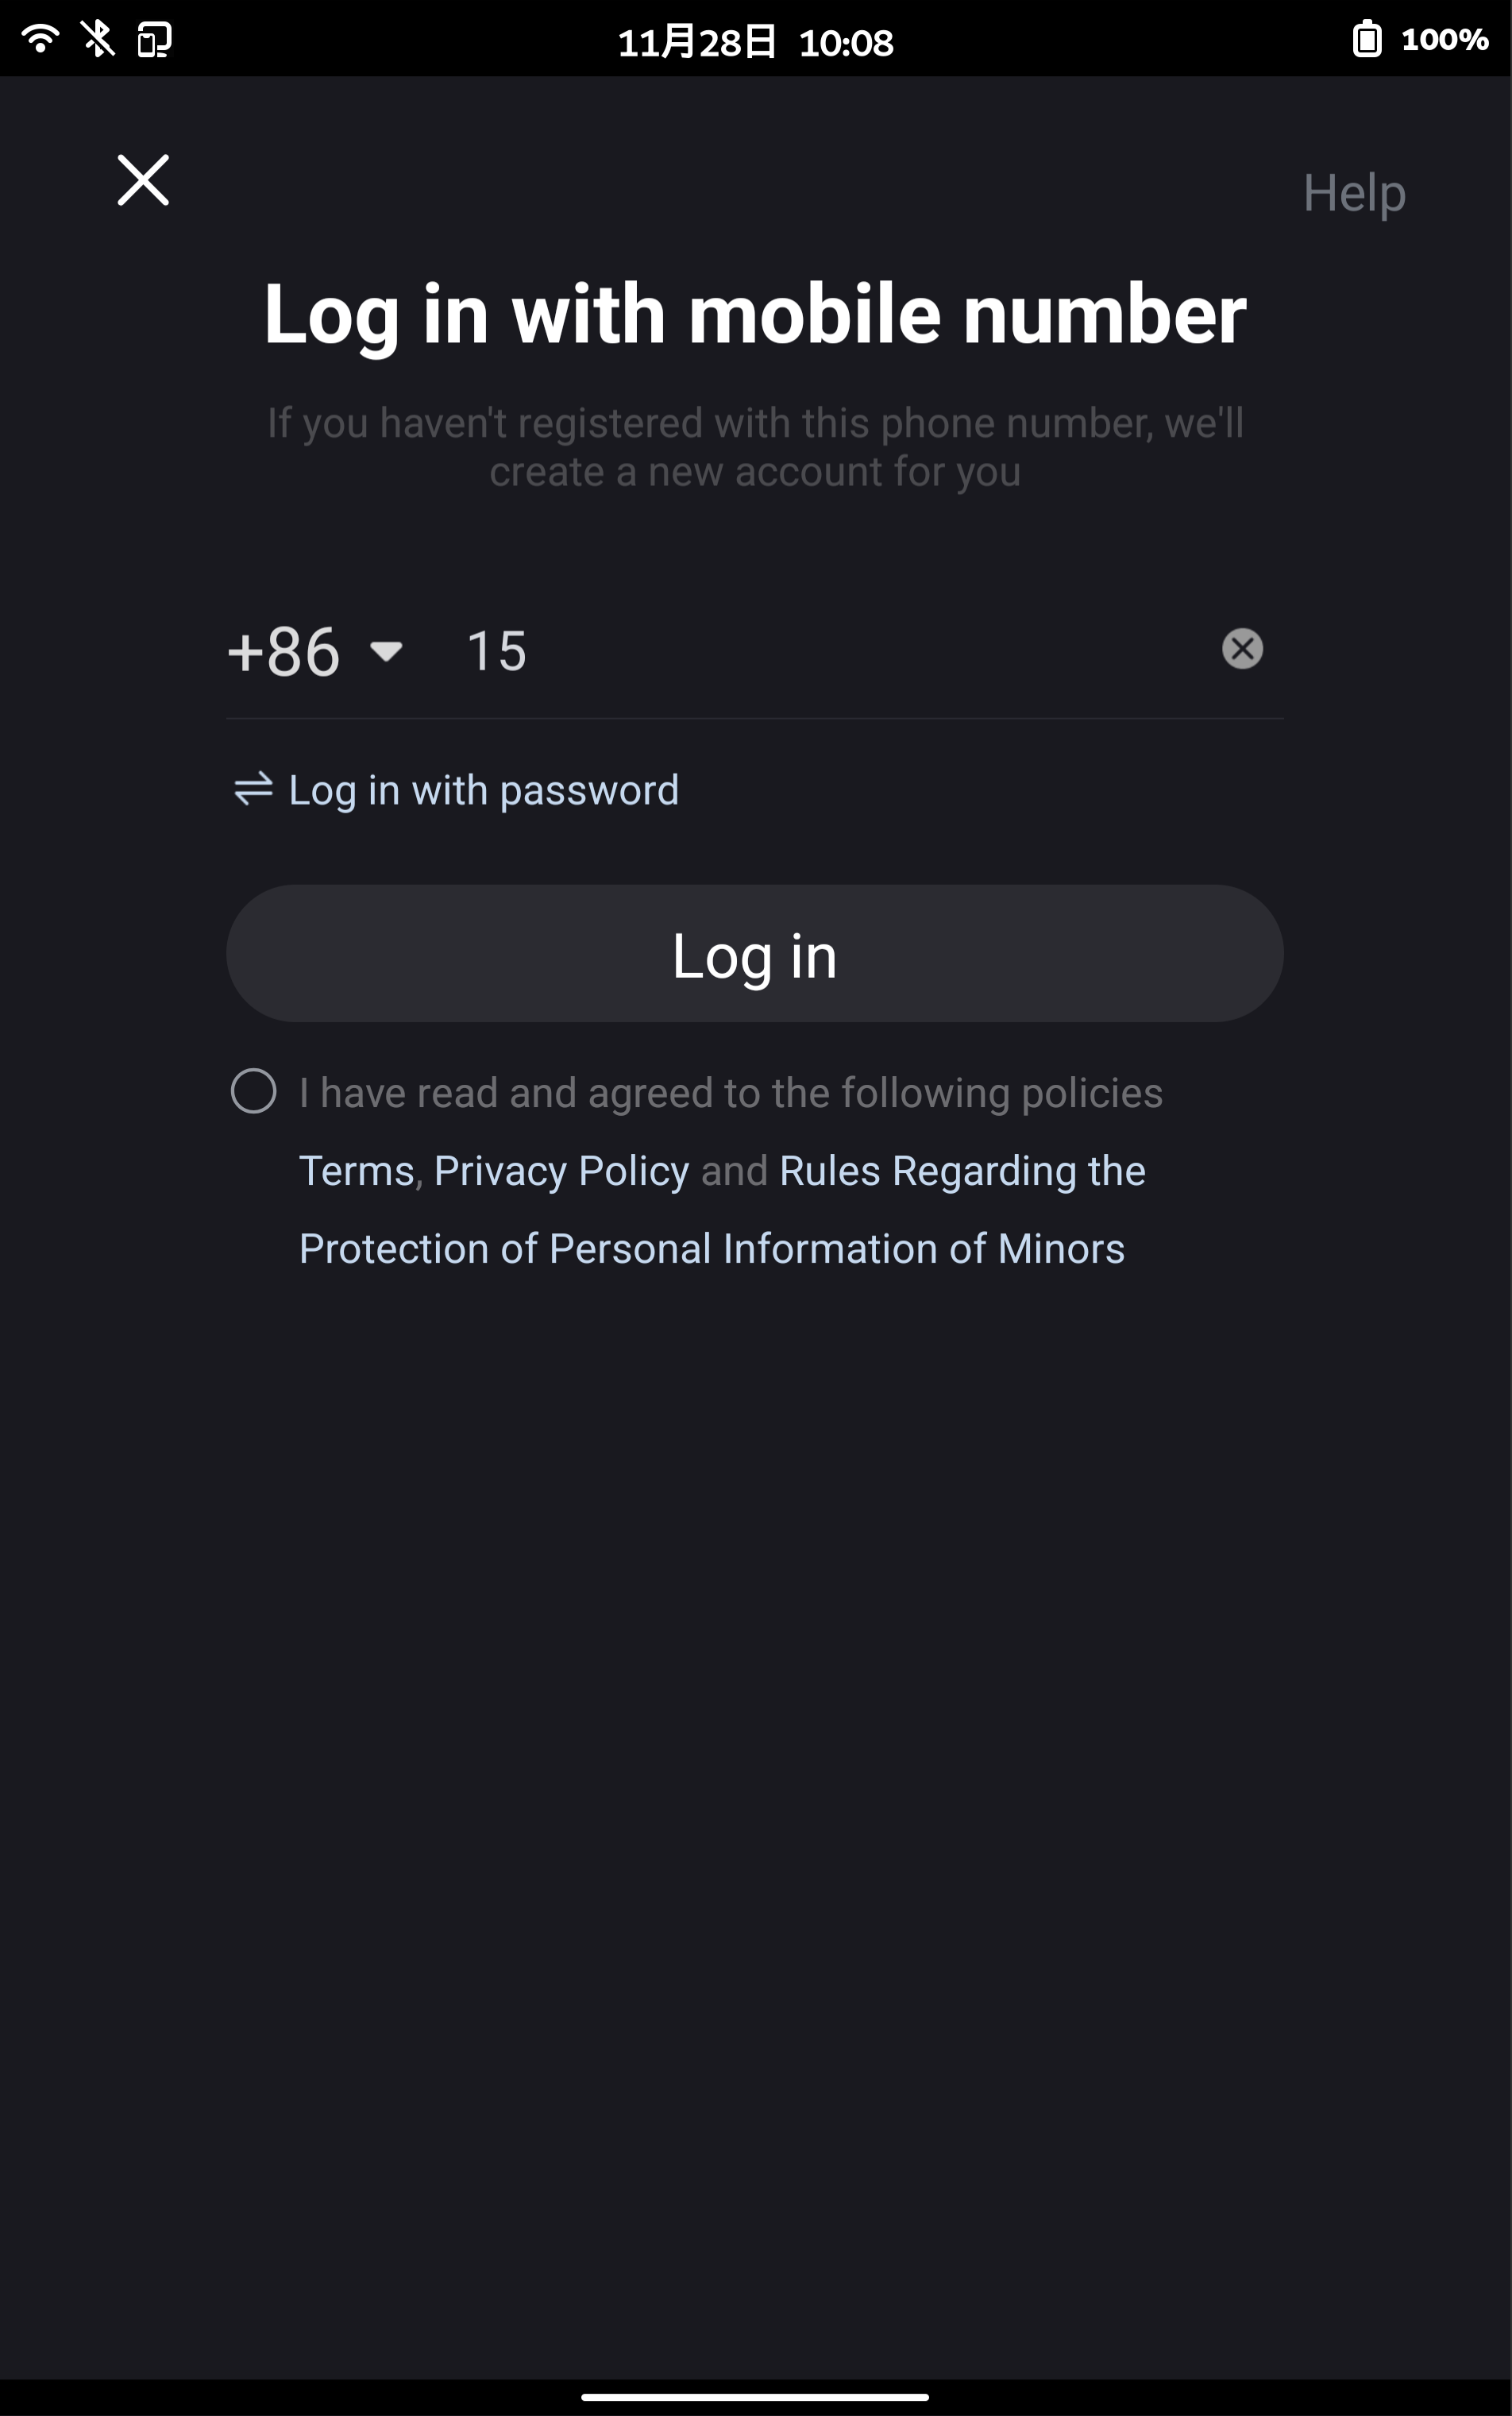 11月28日 10:08
100%
Help
Log in with mobile number
If you haven't registered with this phone number, we'll
create a new account for you
+86 15
Log in with password
Log in
I have read and agreed to the following policies
Terms, Privacy Policy and Rules Regarding the
Protection of Personal Information of Minors